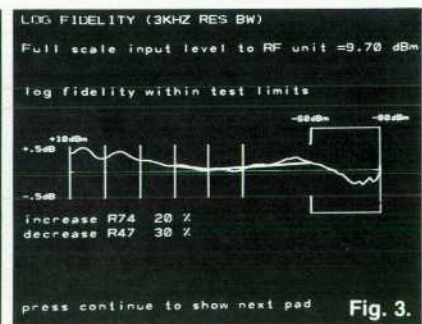 LOG FIDELITY (3KHZ RES BW)
Full scale input level to RF unit =9.70 dBm
log fidelity within test limits
-60dBm -80dBm
+10dBm
+.5dB
-.5dB
increase R74 20 %
decrease R47 30 %
press continue to show next pad
Fig. 3.